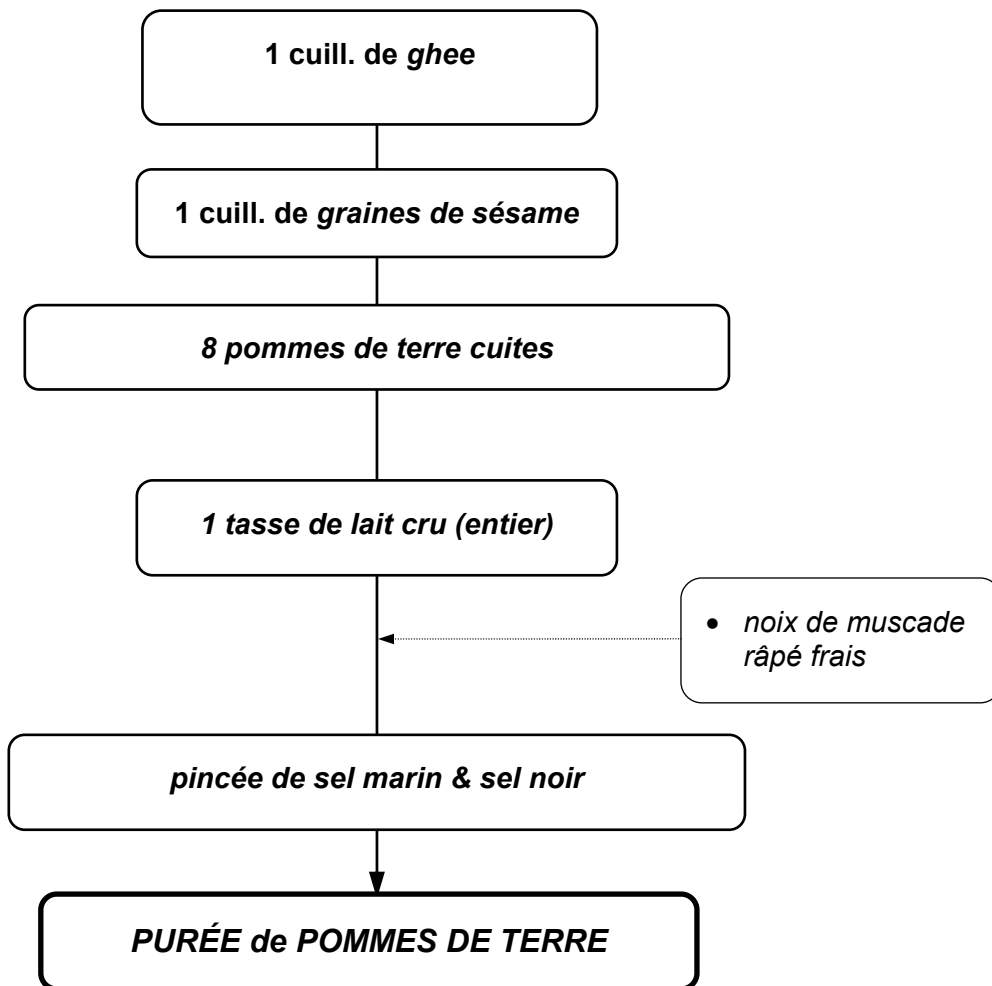 1 cuill. de ghee
1 cuill. de graines de sésame
8 pommes de terre cuites
1 tasse de lait cru (entier)
• noix de muscade
râpé frais
pincée de sel marin & sel noir
PURÉE de POMMES DE TERRE